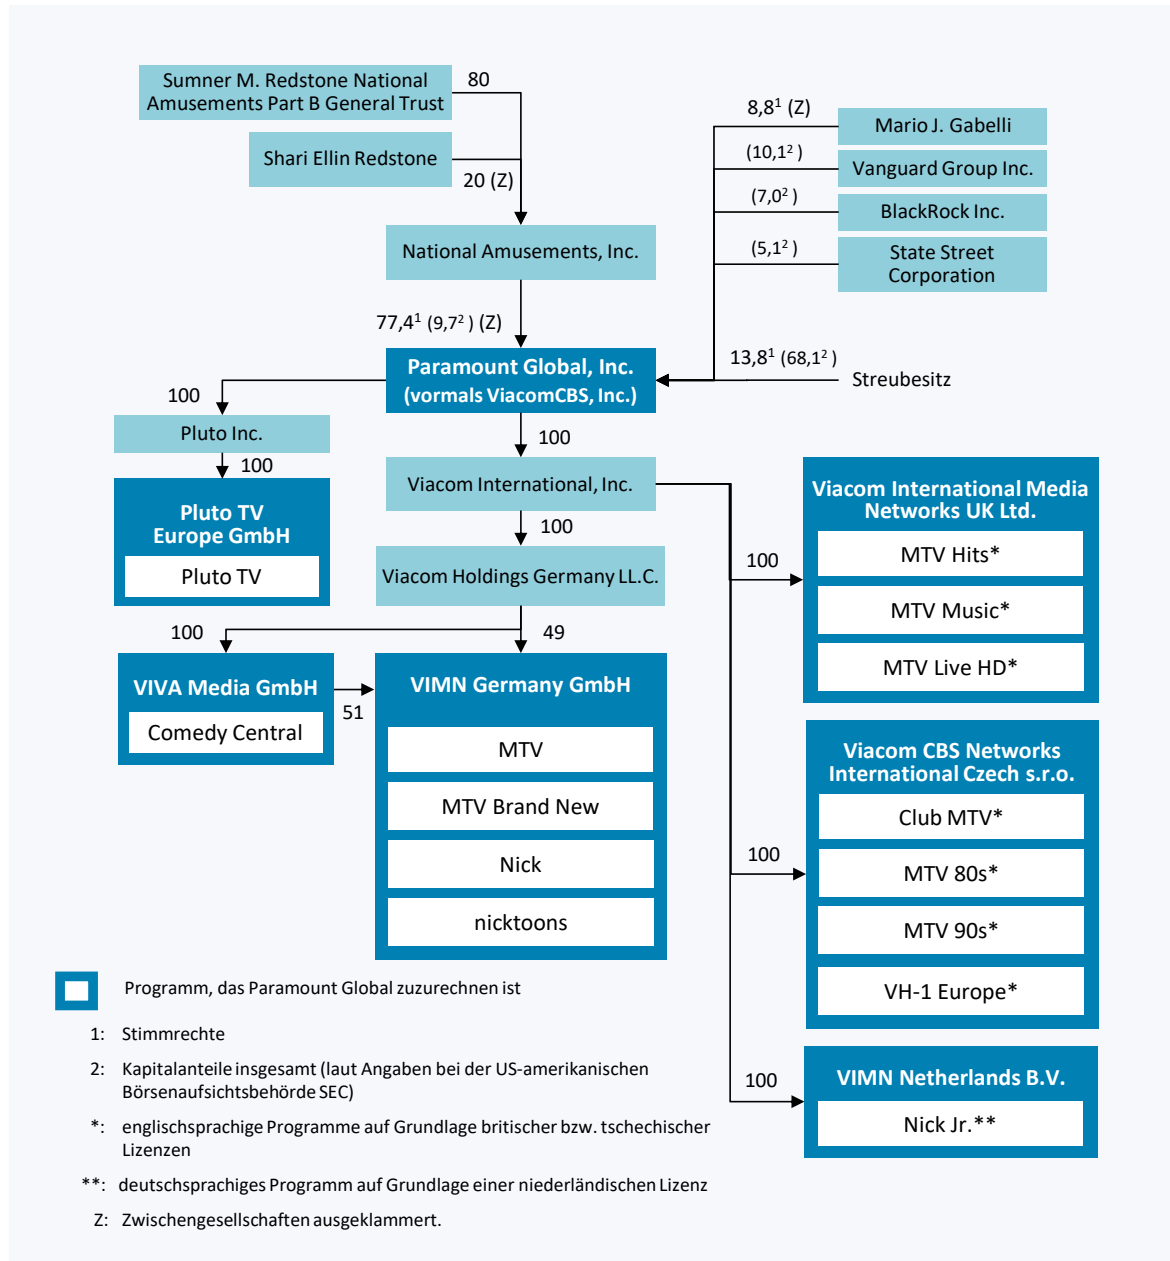 Sumner M. Redstone National
Amusements Part B General Trust
80
Shari Ellin Redstone
20 (Z)
8,8¹ (Z)
Mario J. Gabelli
(10,1² )
Vanguard Group Inc.
(7,0² )
BlackRock Inc.
(5,1² )
State Street
Corporation
National Amusements, Inc.
77,4¹ (9,7² ) (Z)
13,8¹ (68,1² )
Streubesitz
Paramount Global, Inc.
(vormals ViacomCBS, Inc.)
100
Pluto Inc.
100
100
Viacom International, Inc.
Pluto TV
Europe GmbH
Pluto TV
100
Viacom Holdings Germany LL.C.
100
49
VIVA Media GmbH
Comedy Central
51
VIMN Germany GmbH
MTV
MTV Brand New
Nick
nicktoons
100
Viacom International Media
Networks UK Ltd.
MTV Hits*
MTV Music*
MTV Live HD*
100
Viacom CBS Networks
International Czech s.r.o.
Club MTV*
MTV 80s*
MTV 90s*
VH-1 Europe*
100
VIMN Netherlands B.V.
Nick Jr.**
Programm, das Paramount Global zuzurechnen ist
1: Stimmrechte
2: Kapitalanteile insgesamt (laut Angaben bei der US-amerikanischen
Börsenaufsichtsbehörde SEC)
*: englischsprachige Programme auf Grundlage britischer bzw. tschechischer
Lizenzen
**: deutschsprachiges Programm auf Grundlage einer niederländischen Lizenz
Z: Zwischengesellschaften ausgeklammert.